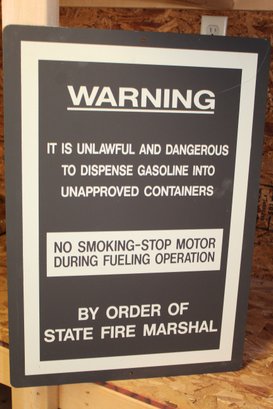 WARNING
IT IS UNLAWFUL AND DANGEROUS
TO DISPENSE GASOLINE INTO
UNAPPROVED CONTAINERS
NO SMOKING-STOP MOTOR
DURING FUELING OPERATION
BY ORDER OF
STATE FIRE MARSHAL